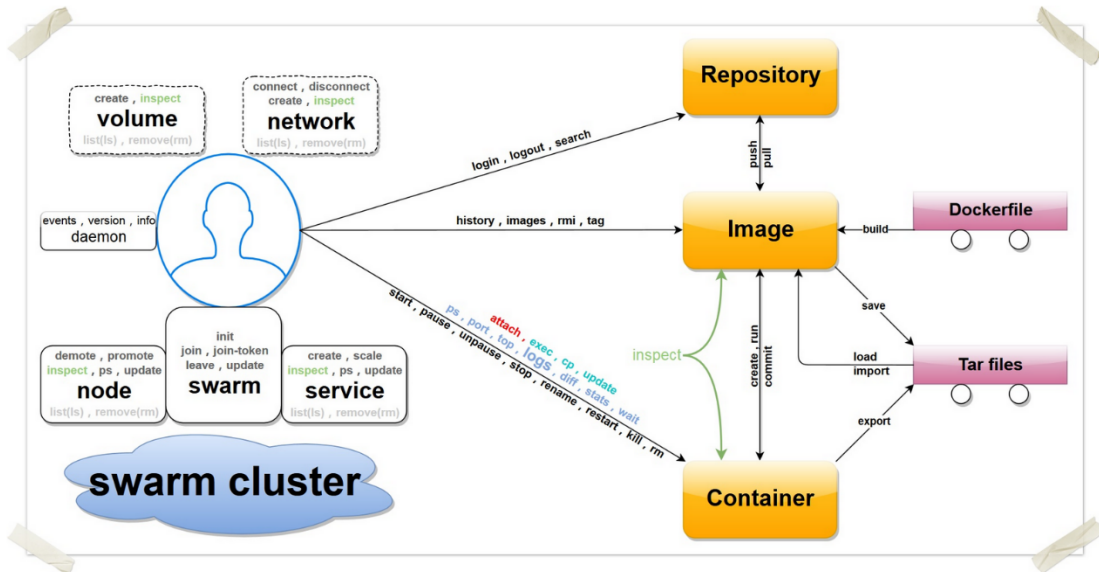 create , inspect
volume
list(ls) , remove(rm)
connect , disconnect
create , inspect
network
list(ls) , remove(rm)
events , version , info
daemon
init
join , join-token
leave , update
swarm
demote , promote
inspect , ps , update
node
list(ls) , remove(rm)
create , scale
inspect , ps , update
service
list(ls) , remove(rm)
swarm cluster
login , logout , search
history , images , rmi , tag
attach , exec , cp , update
ps , port , top , logs , diff , stats , wait
start , pause , unpause , stop , rename , restart , kill , rm
Repository
push
pull
Image
inspect
create , run
commit
Container
build
Dockerfile
save
load
import
Tar files
export